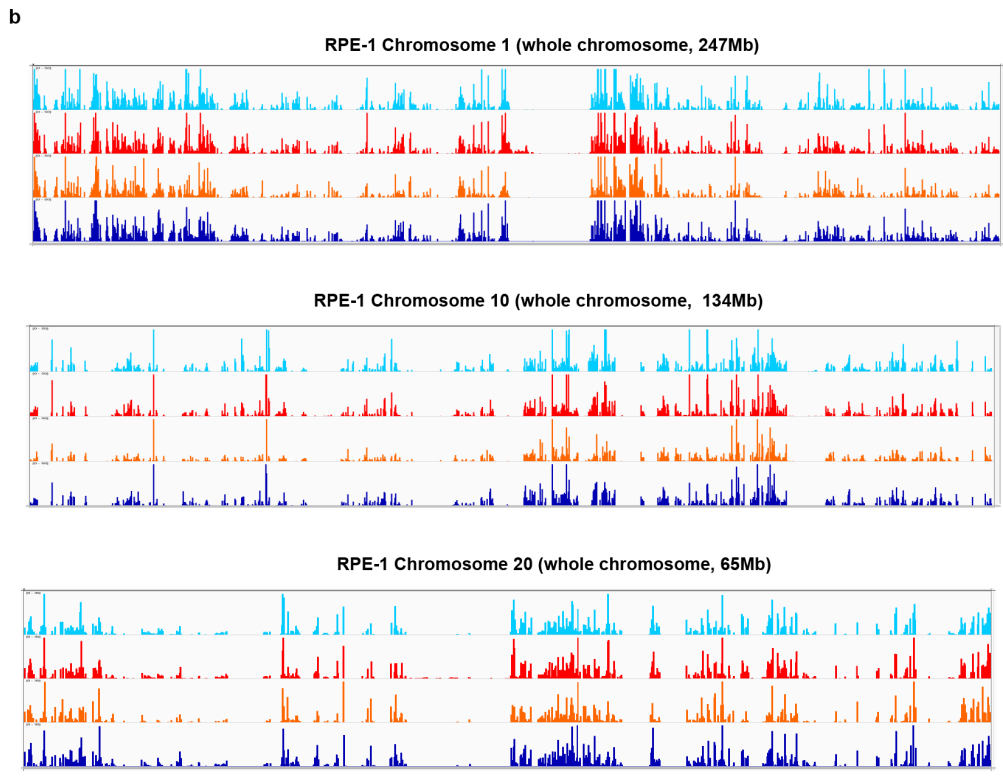 b
RPE-1 Chromosome 1 (whole chromosome, 247Mb)
RPE-1 Chromosome 10 (whole chromosome, 134Mb)
RPE-1 Chromosome 20 (whole chromosome, 65Mb)